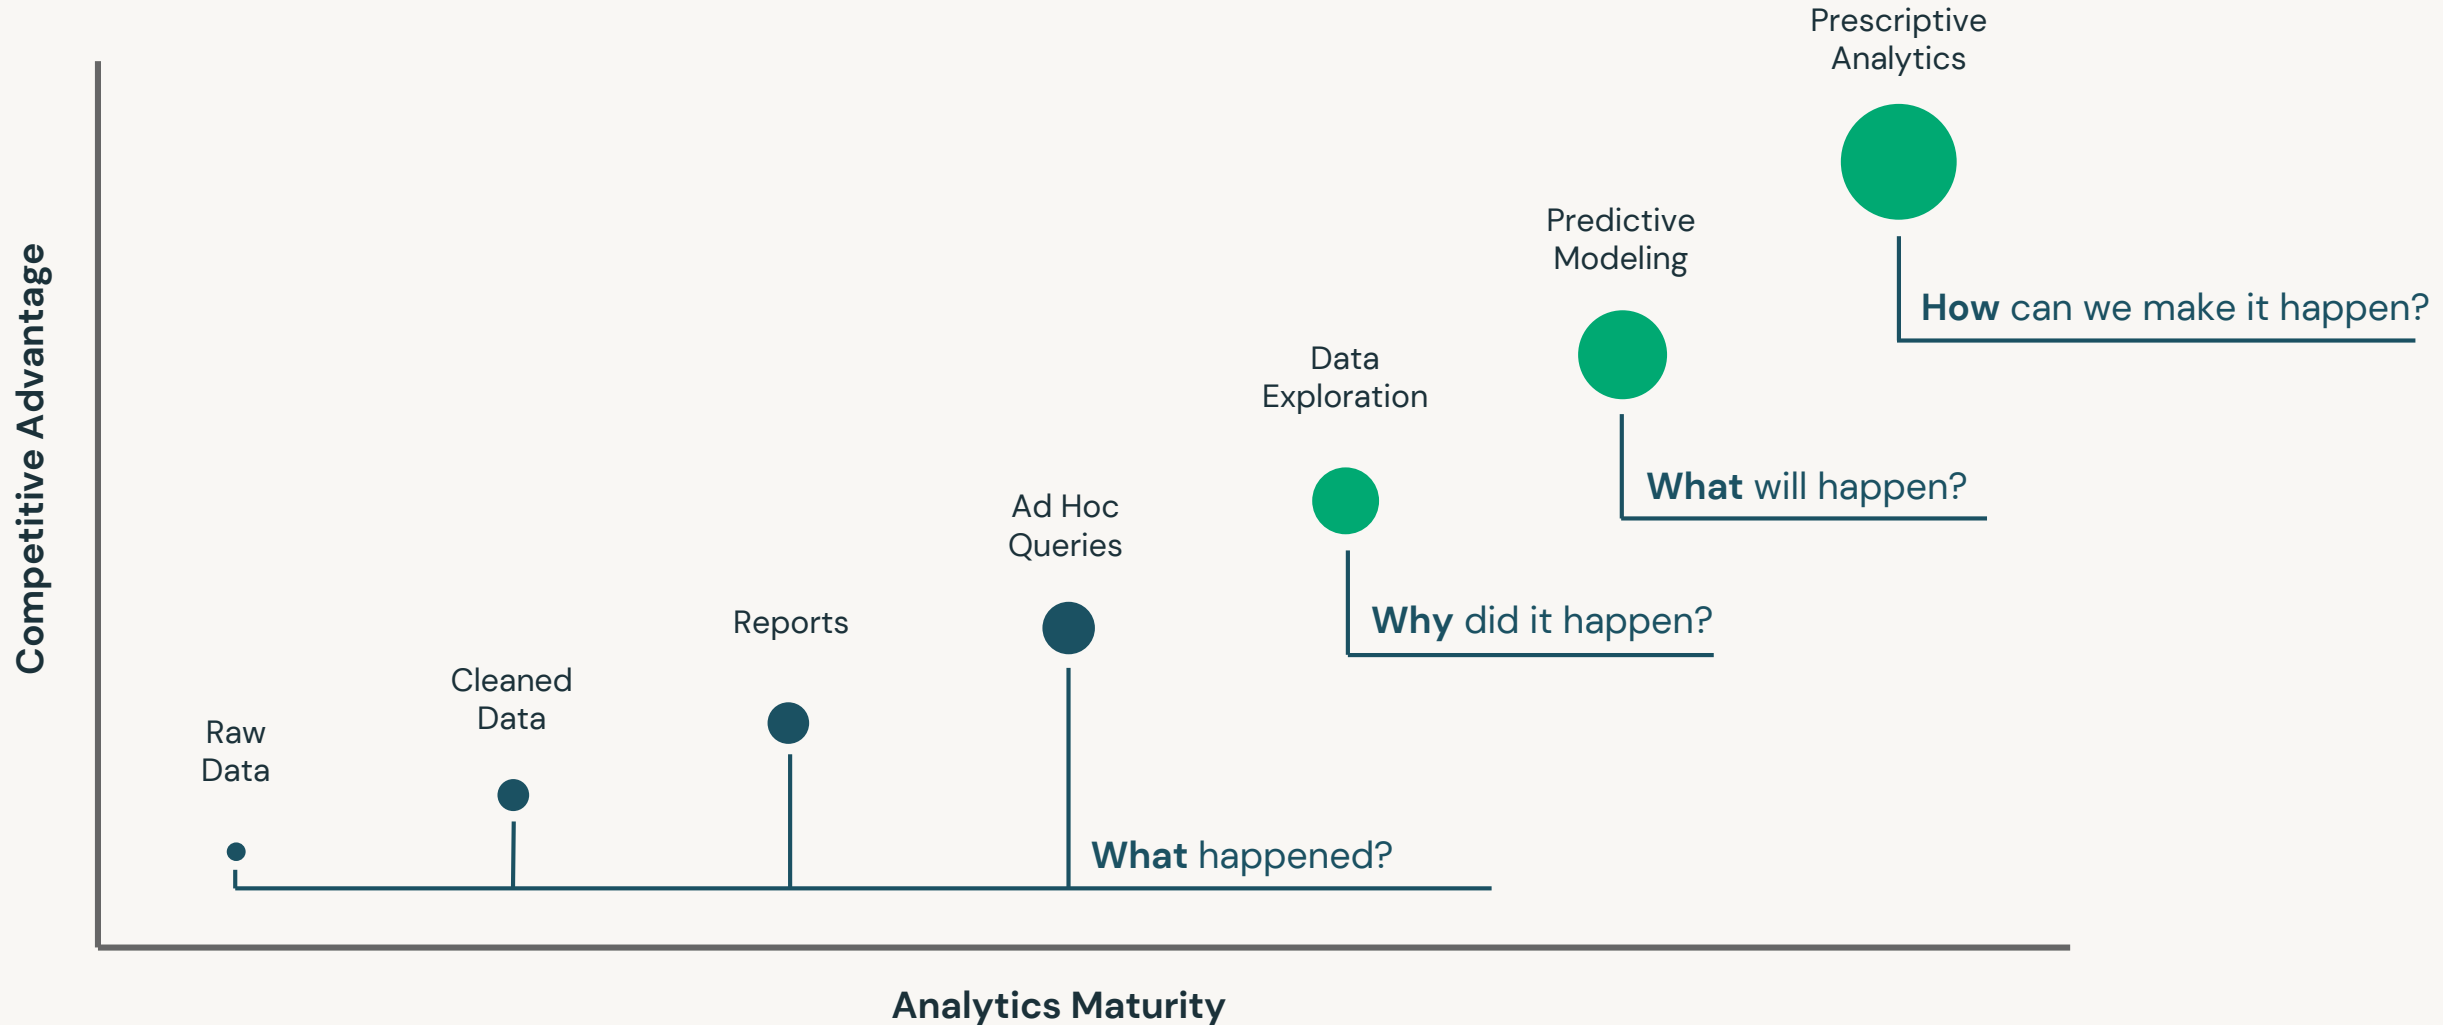 Prescriptive
Analytics
How can we make it happen?
Predictive
Modeling
What will happen?
Data
Exploration
Why did it happen?
Ad Hoc
Queries
Reports
Cleaned
Data
Raw
Data
What happened?
Competitive Advantage
Analytics Maturity